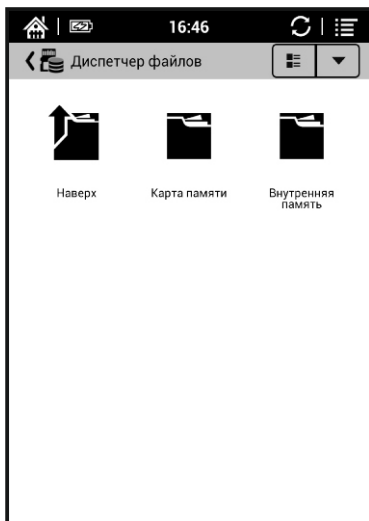 16:46
Диспетчер файлов
Наверх
Карта памяти
Внутренняя
память